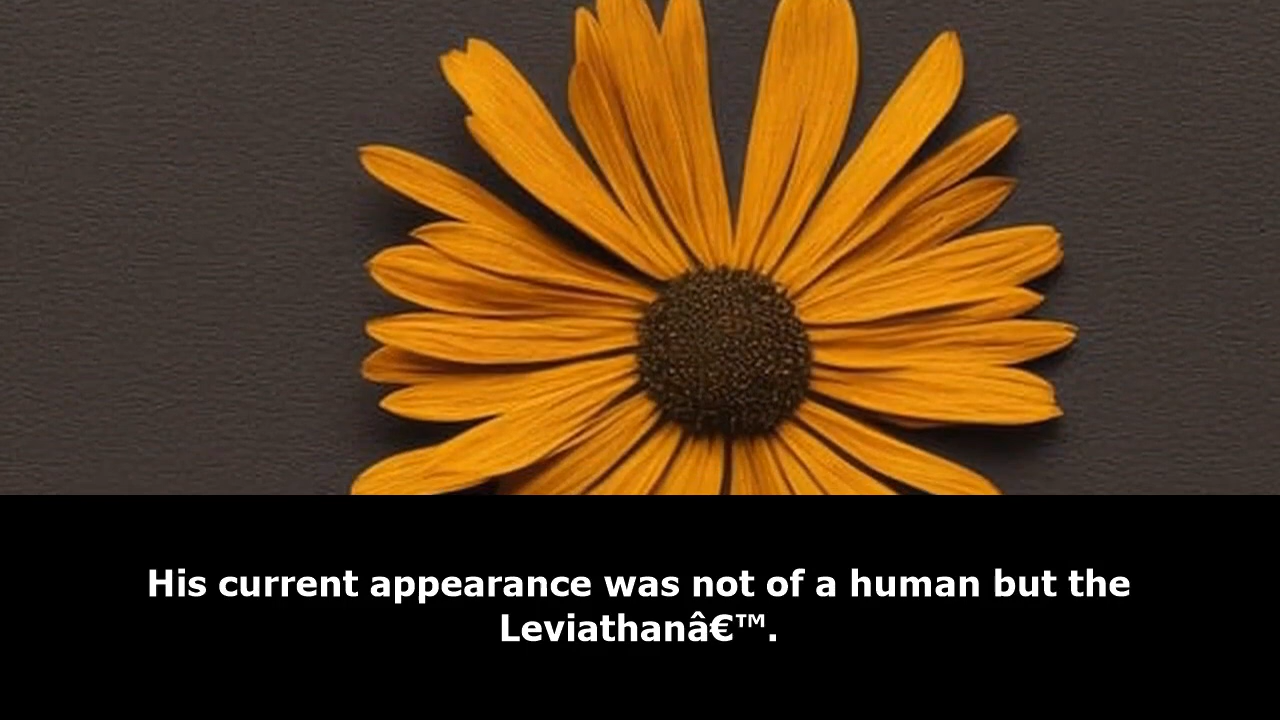 His current appearance was not of a human but the
Leviathanâ€™.